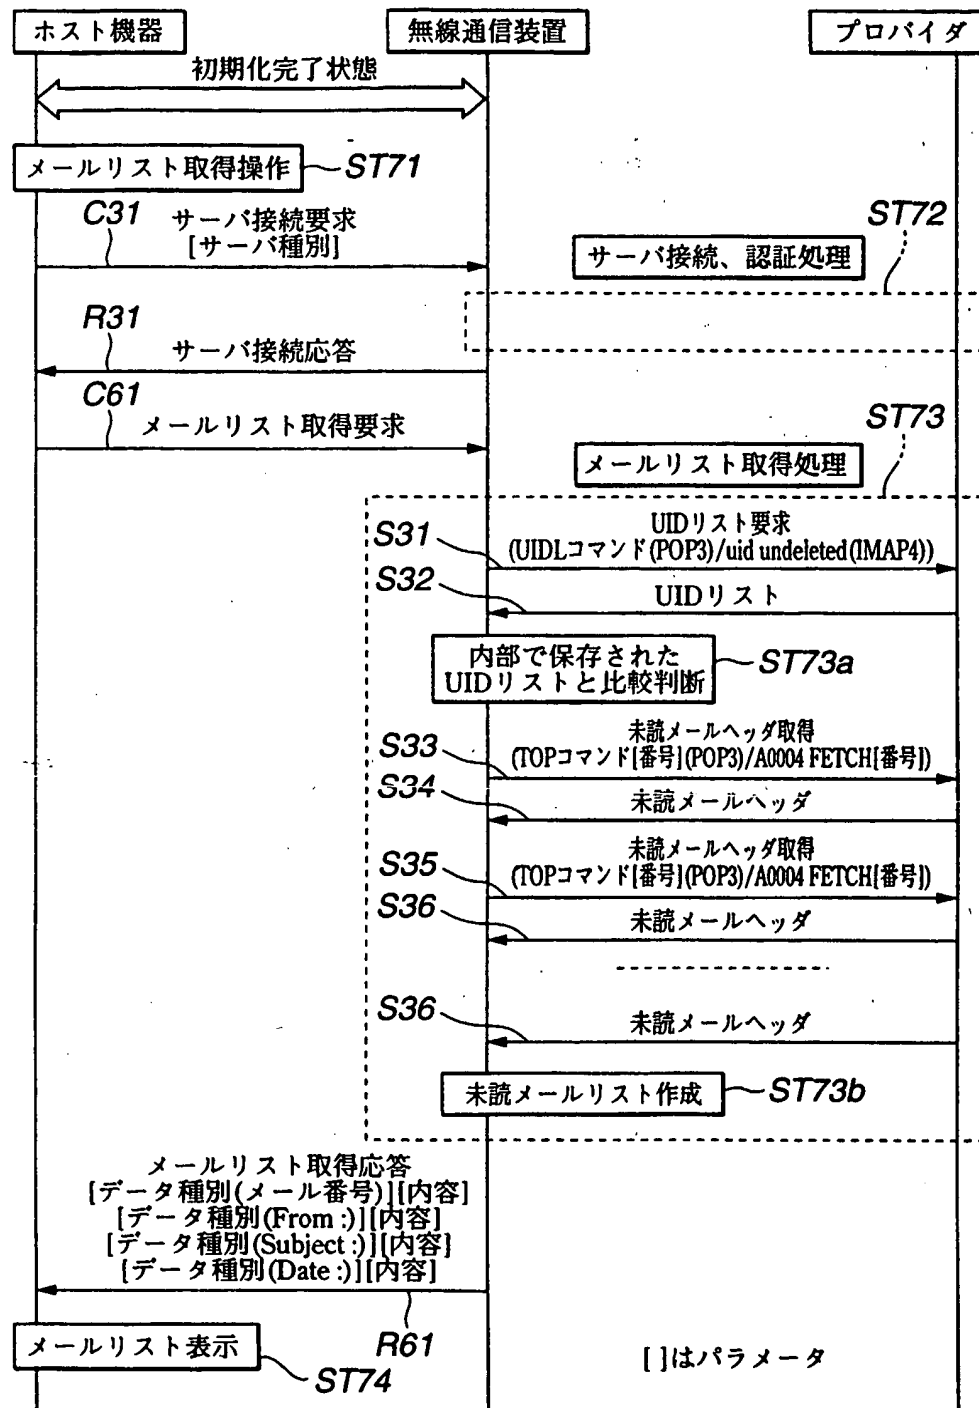 ホスト機器
無線通信装置
プロバイダ
初期化完了状態
メールリスト取得操作
ST71
C31
サーバ接続要求
[サーバ種別]
ST72
サーバ接続、認証処理
R31
サーバ接続応答
C61
メールリスト取得要求
ST73
メールリスト取得処理
S31
UIDリスト要求
(UIDLコマンド(POP3)/uid undeleted(IMAP4))
S32
UIDリスト
内部で保存された
UIDリストと比較判断
ST73a
S33
未読メールヘッダ取得
(TOPコマンド[番号](POP3)/A0004 FETCH[番号])
S34
未読メールヘッダ
S35
未読メールヘッダ取得
(TOPコマンド[番号](POP3)/A0004 FETCH[番号])
S36
未読メールヘッダ
S36
未読メールヘッダ
未読メールリスト作成
ST73b
メールリスト取得応答
[データ種別(メール番号)][内容]
[データ種別(From:)][内容]
[データ種別(Subject:)][内容]
[データ種別(Date:)][内容]
R61
メールリスト表示
ST74
[ ]はパラメータ